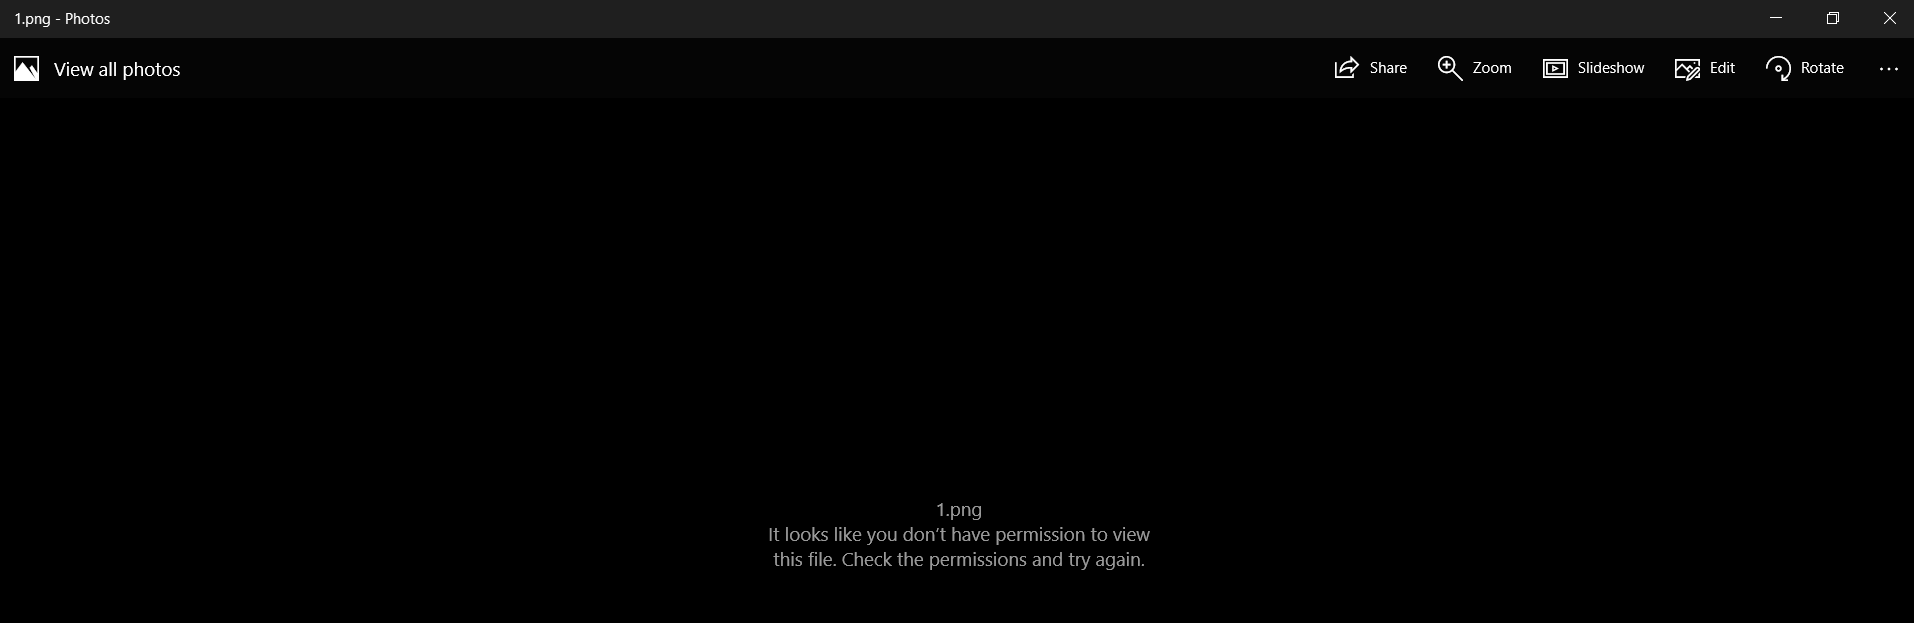 1.png - Photos
View all photos
Share
Zoom
Slideshow
Edit
Rotate
1.png
It looks like you don't have permission to view
this file. Check the permissions and try again.